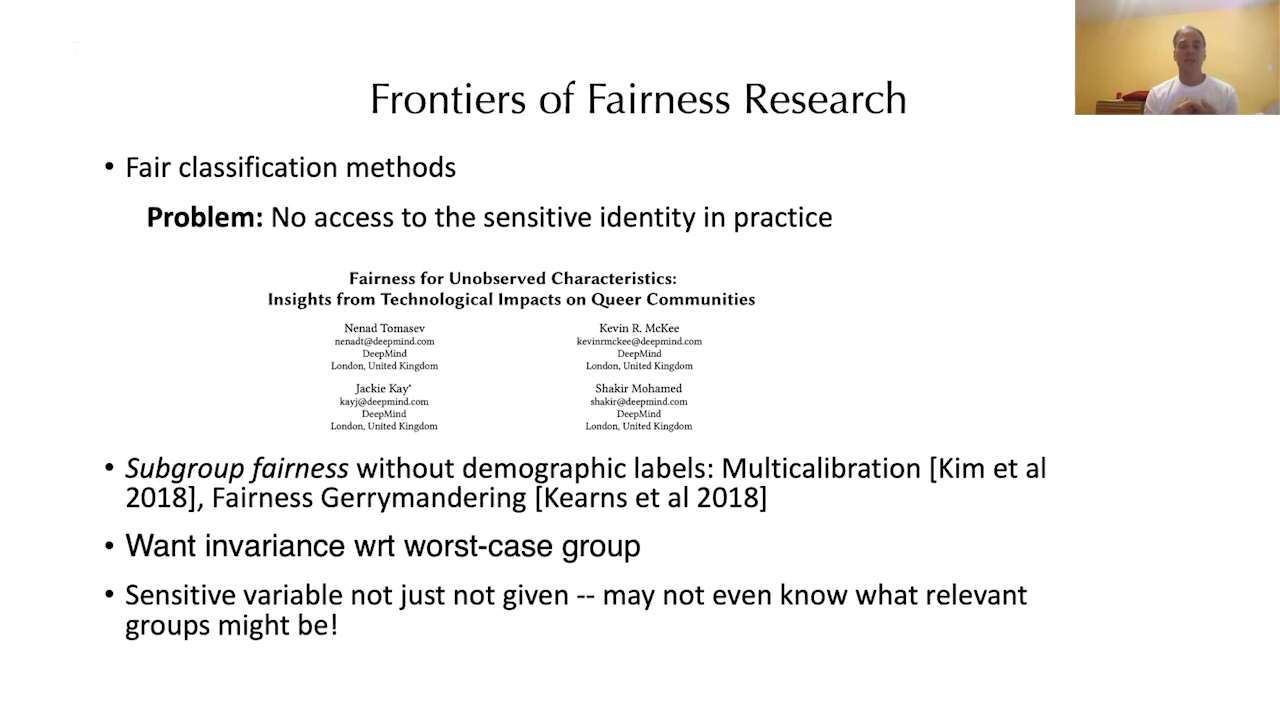 Frontiers of Fairness Research
• Fair classification methods
Problem: No access to the sensitive identity in practice
Fairness for Unobserved Characteristics:
Insights from Technological Impacts on Queer Communities
Nenad Tomasev
nenadt@deepmind.com
DeepMind
London, United Kingdom
Kevin R. McKee
kevinrmckee@deepmind.com
DeepMind
London, United Kingdom
Jackie Kay*
kayj@deepmind.com
DeepMind
London, United Kingdom
Shakir Mohamed
shakir@deepmind.com
DeepMind
London, United Kingdom
• Subgroup fairness without demographic labels: Multicalibration [Kim et al
2018], Fairness Gerrymandering [Kearns et al 2018]
• Want invariance wrt worst-case group
• Sensitive variable not just not given -- may not even know what relevant
groups might be!